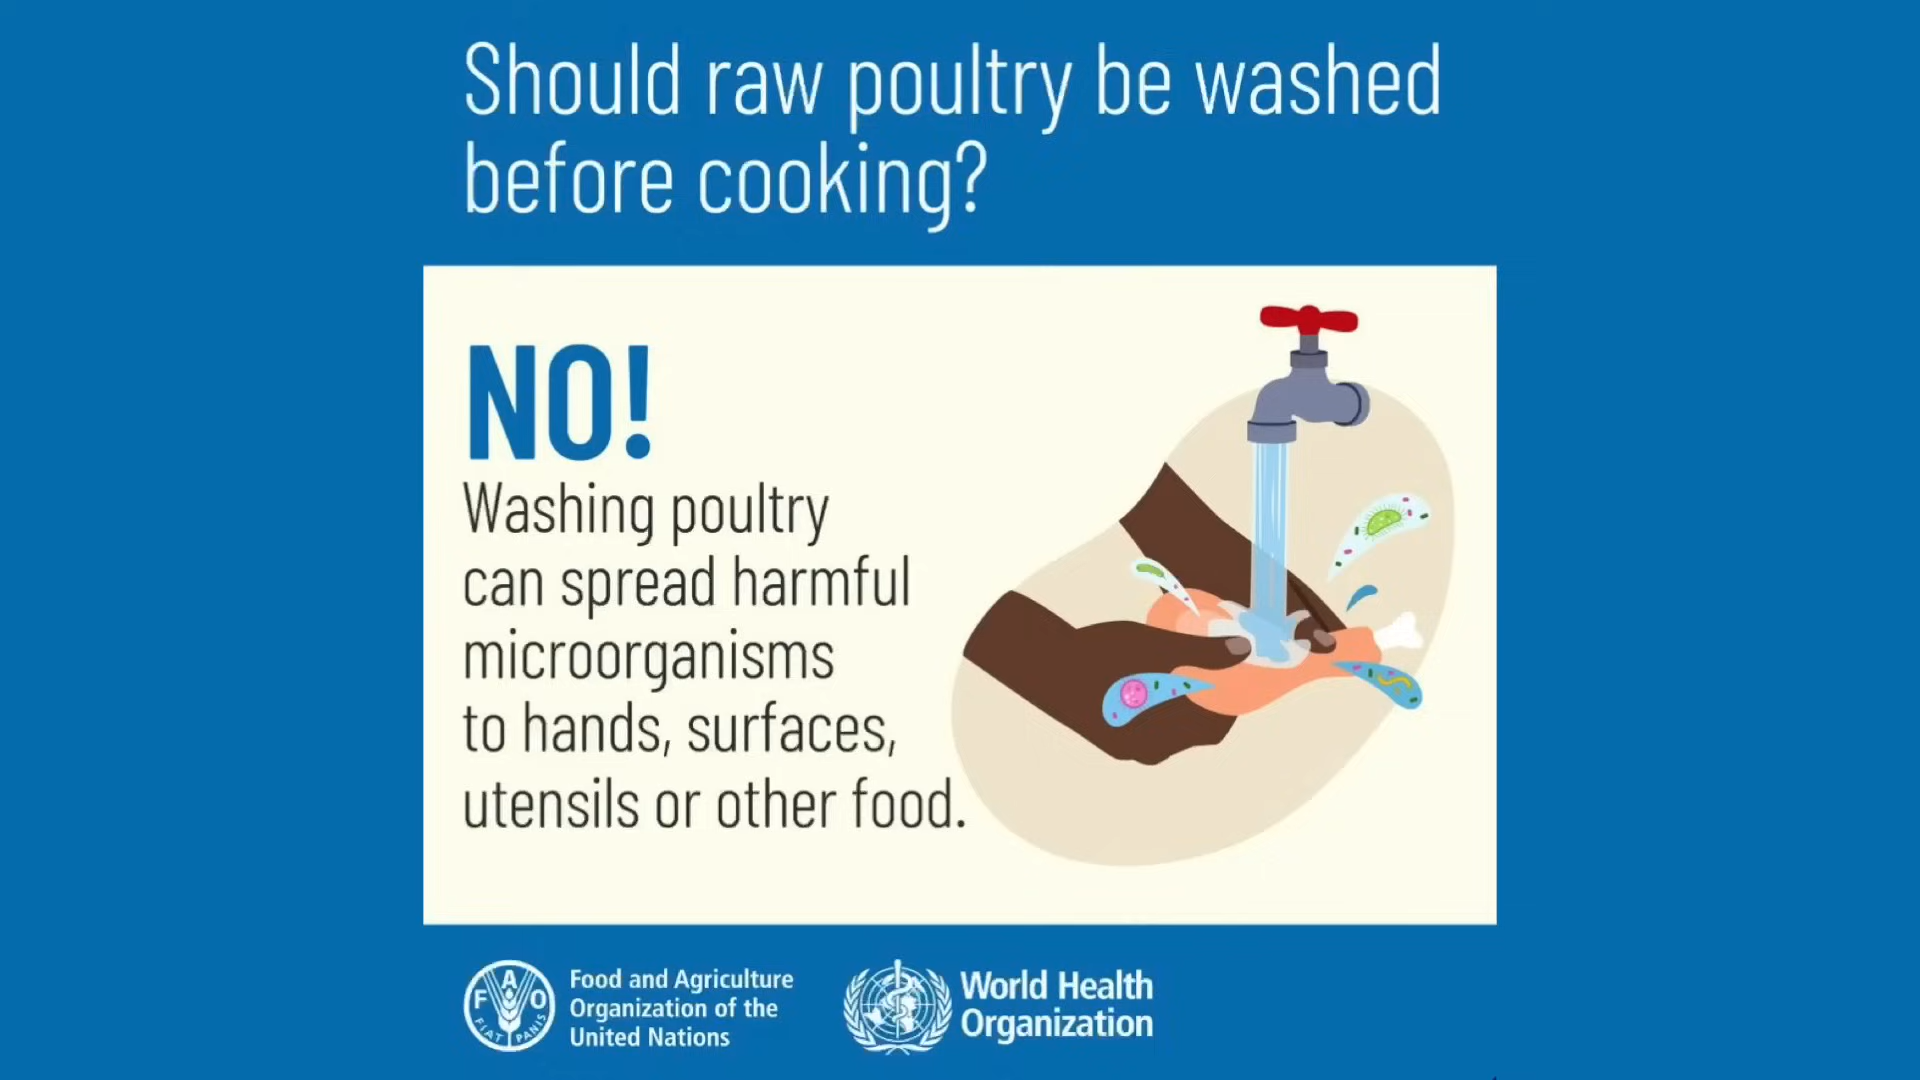 Should raw poultry be washed
before cooking?
NO!
Washing poultry
can spread harmful
microorganisms
to hands, surfaces,
utensils or other food.
F A O
FIAT PANIS
Food and Agriculture
Organization of the
United Nations
World Health
Organization